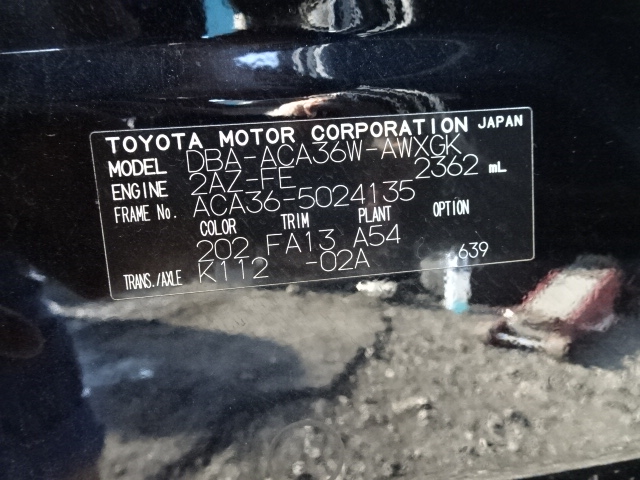 TOYOTA MOTOR CORPORATION JAPAN
MODEL DBA-ACA36W-AWXGK
ENGINE 2AZ-FE 2362 mL
FRAME No. ACA36-5024135
COLOR TRIM PLANT OPTION
202 FA13 A54
TRANS./AXLE K112 -02A 639